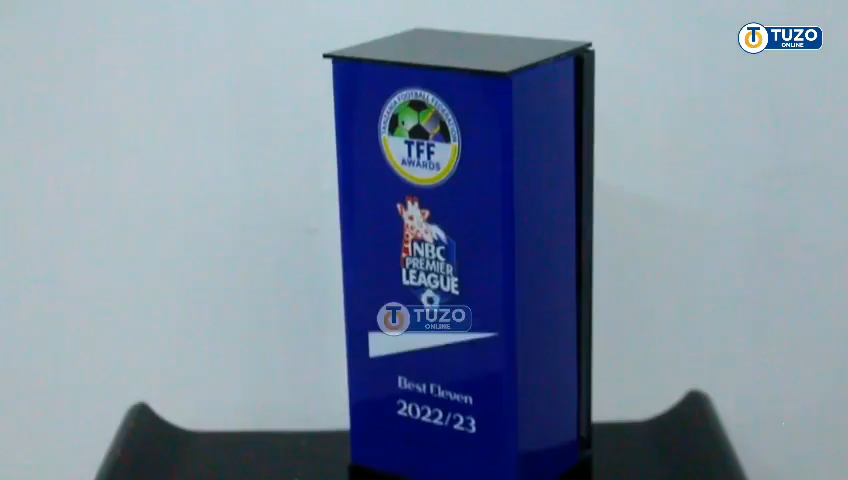 TUZO
ONLINE
TANZANIA FOOTBALL FEDERATION
TFF
AWARDS
NBC
PREMIER
LEAGUE
TUZO
ONLINE
Best Eleven
2022/23